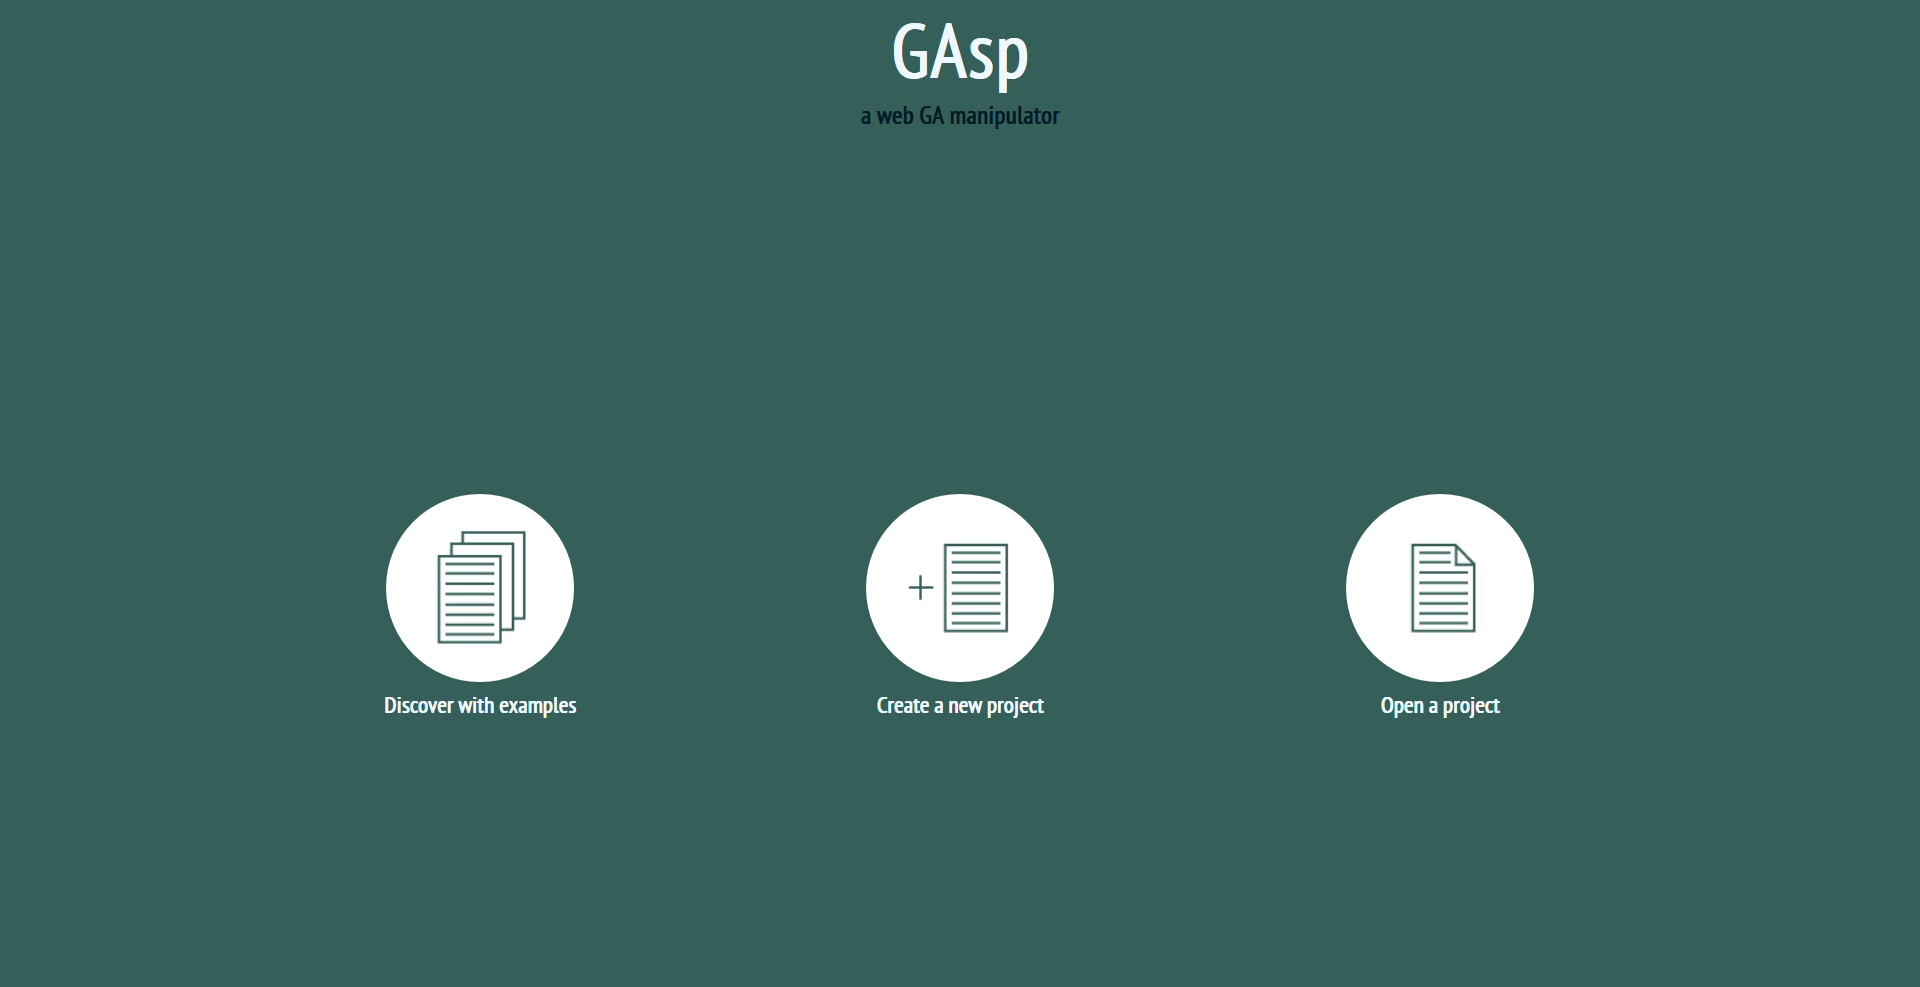 GAsp
a web GA manipulator
Discover with examples
Create a new project
Open a project